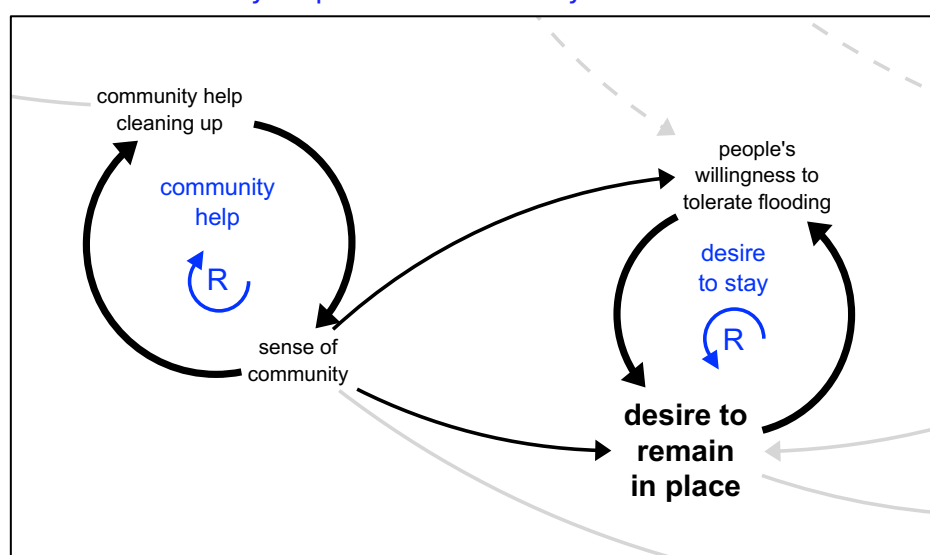 community help
cleaning up
community
help
R
sense of
community
people's
willingness to
tolerate flooding
desire
to stay
R
desire to
remain
in place